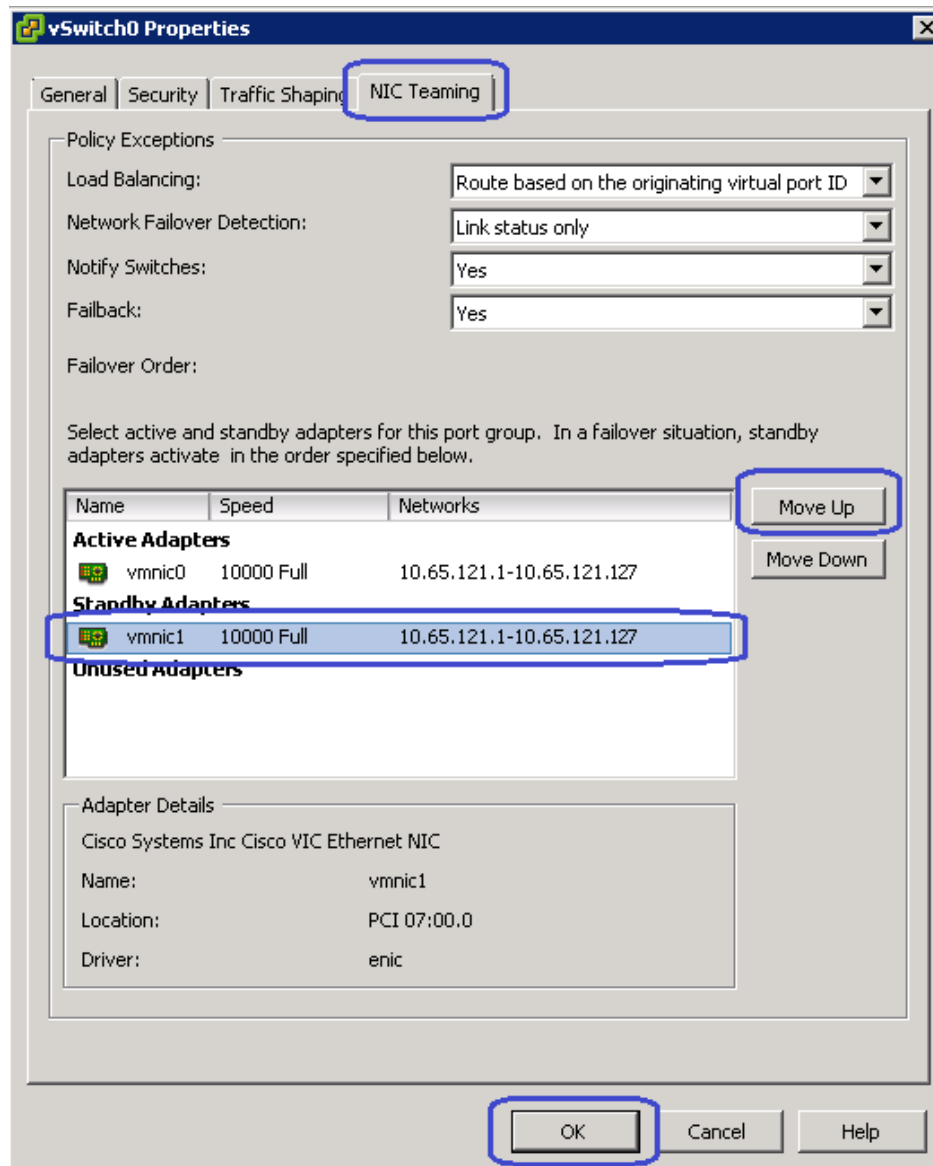 vSwitch0 Properties
General Security Traffic Shaping NIC Teaming
Policy Exceptions
Load Balancing: Route based on the originating virtual port ID
Network Failover Detection: Link status only
Notify Switches: Yes
Failback: Yes
Failover Order:
Select active and standby adapters for this port group. In a failover situation, standby
adapters activate in the order specified below.
Name Speed Networks
Move Up
Active Adapters
vmnic0 10000 Full 10.65.121.1-10.65.121.127
Move Down
Standby Adapters
vmnic1 10000 Full 10.65.121.1-10.65.121.127
Unused Adapters
Adapter Details
Cisco Systems Inc Cisco VIC Ethernet NIC
Name: vmnic1
Location: PCI 07:00.0
Driver: enic
OK Cancel Help